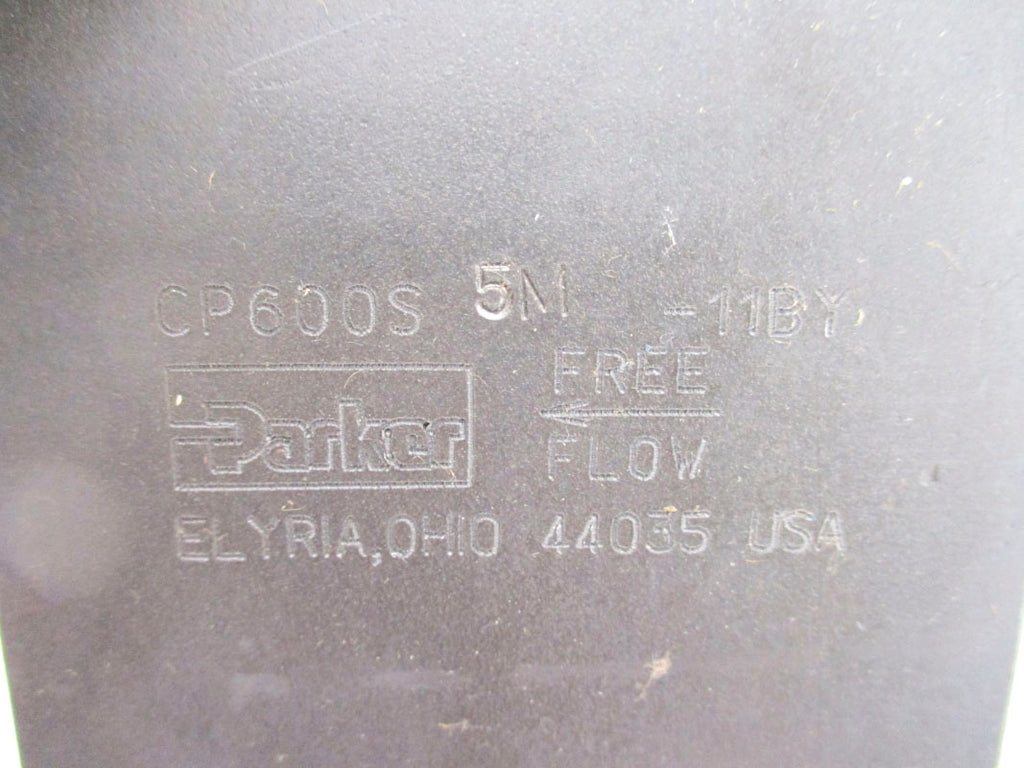 CP600S 5M -11BY
Parker
FREE
FLOW
ELYRIA, OHIO 44035 USA